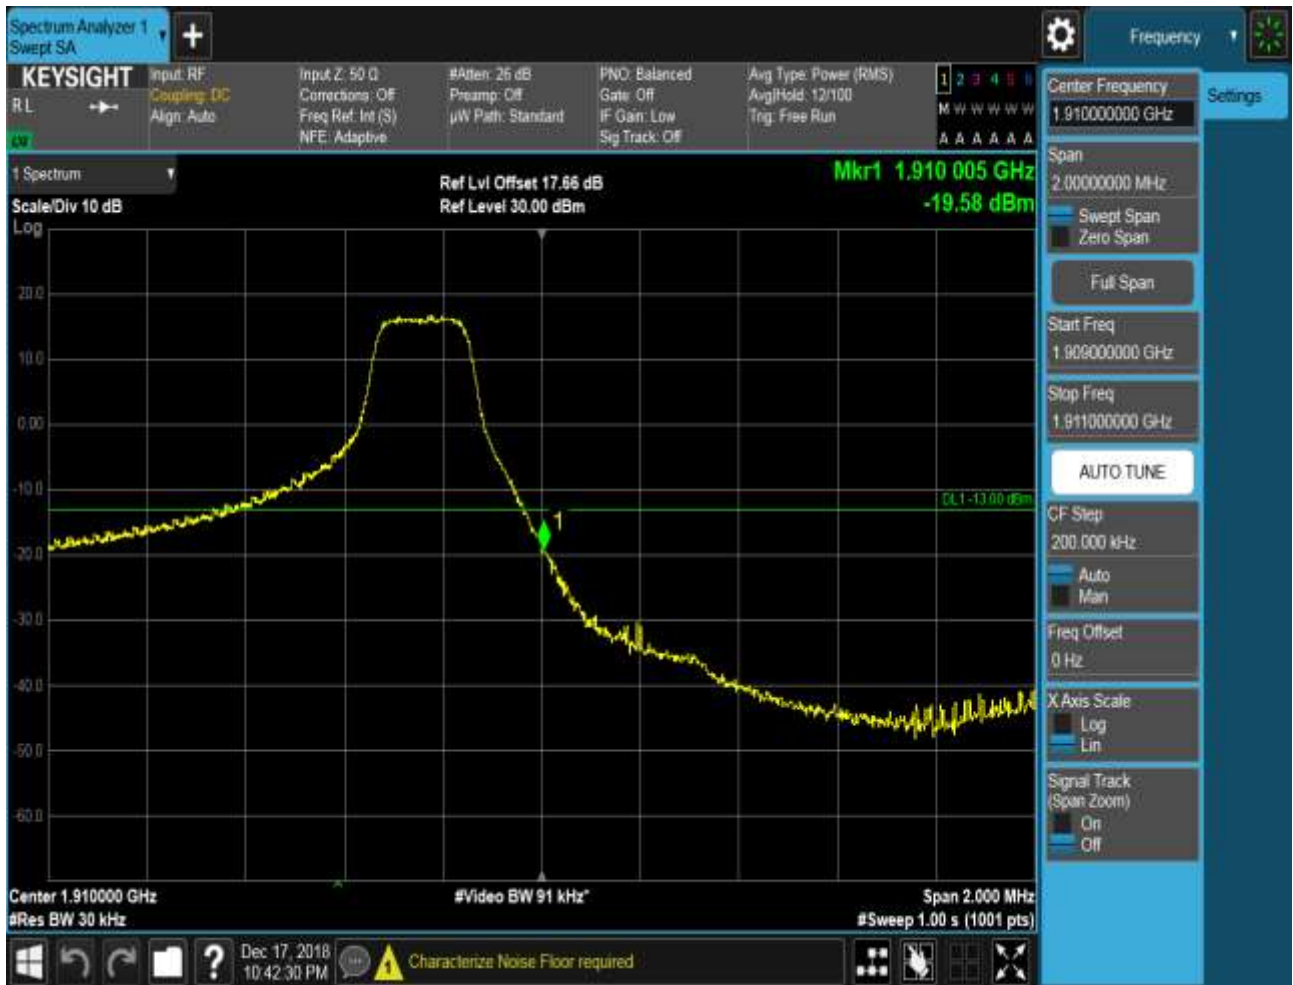 Spectrum Analyzer 1
Swept SA
Frequency
KEYSIGHT
RL
Input: RF
Coupling: DC
Align: Auto
Input Z: 50 Ω
Corrections: Off
Freq Ref: Int (S)
NFE: Adaptive
#Atten: 26 dB
Preamp: Off
µW Path: Standard
PNO: Balanced
Gate: Off
IF Gain: Low
Sig Track: Off
Avg Type: Power (RMS)
Avg|Hold: 12/100
Trig: Free Run
1 2 3 4 5 6
M W W W W W
A A A A A A
1 Spectrum
Scale/Div 10 dB
Log
Ref Lvl Offset 17.66 dB
Ref Level 30.00 dBm
Mkr1 1.910 005 GHz
-19.58 dBm
20.0
10.0
0.00
-10.0
-20.0
-30.0
-40.0
-50.0
-60.0
DL1 -13.00 dBm
1
Center 1.910000 GHz
#Res BW 30 kHz
#Video BW 91 kHz*
Span 2.000 MHz
#Sweep 1.00 s (1001 pts)
Dec 17, 2018
10:42:30 PM
Characterize Noise Floor required
Center Frequency
1.910000000 GHz
Settings
Span
2.00000000 MHz
Swept Span
Zero Span
Full Span
Start Freq
1.909000000 GHz
Stop Freq
1.911000000 GHz
AUTO TUNE
CF Step
200.000 kHz
Auto
Man
Freq Offset
0 Hz
X Axis Scale
Log
Lin
Signal Track
(Span Zoom)
On
Off